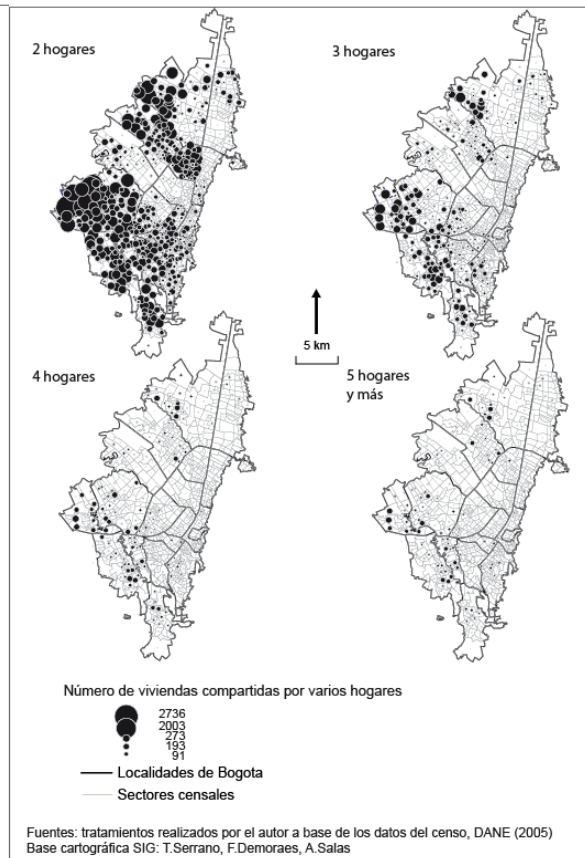 2 hogares
3 hogares
5 km
4 hogares
5 hogares
y más
Número de viviendas compartidas por varios hogares
2736
2003
273
193
91
Localidades de Bogota
Sectores censales
Fuentes: tratamientos realizados por el autor a base de los datos del censo, DANE (2005)
Base cartográfica SIG: T.Serrano, F.Demoraes, A.Salas